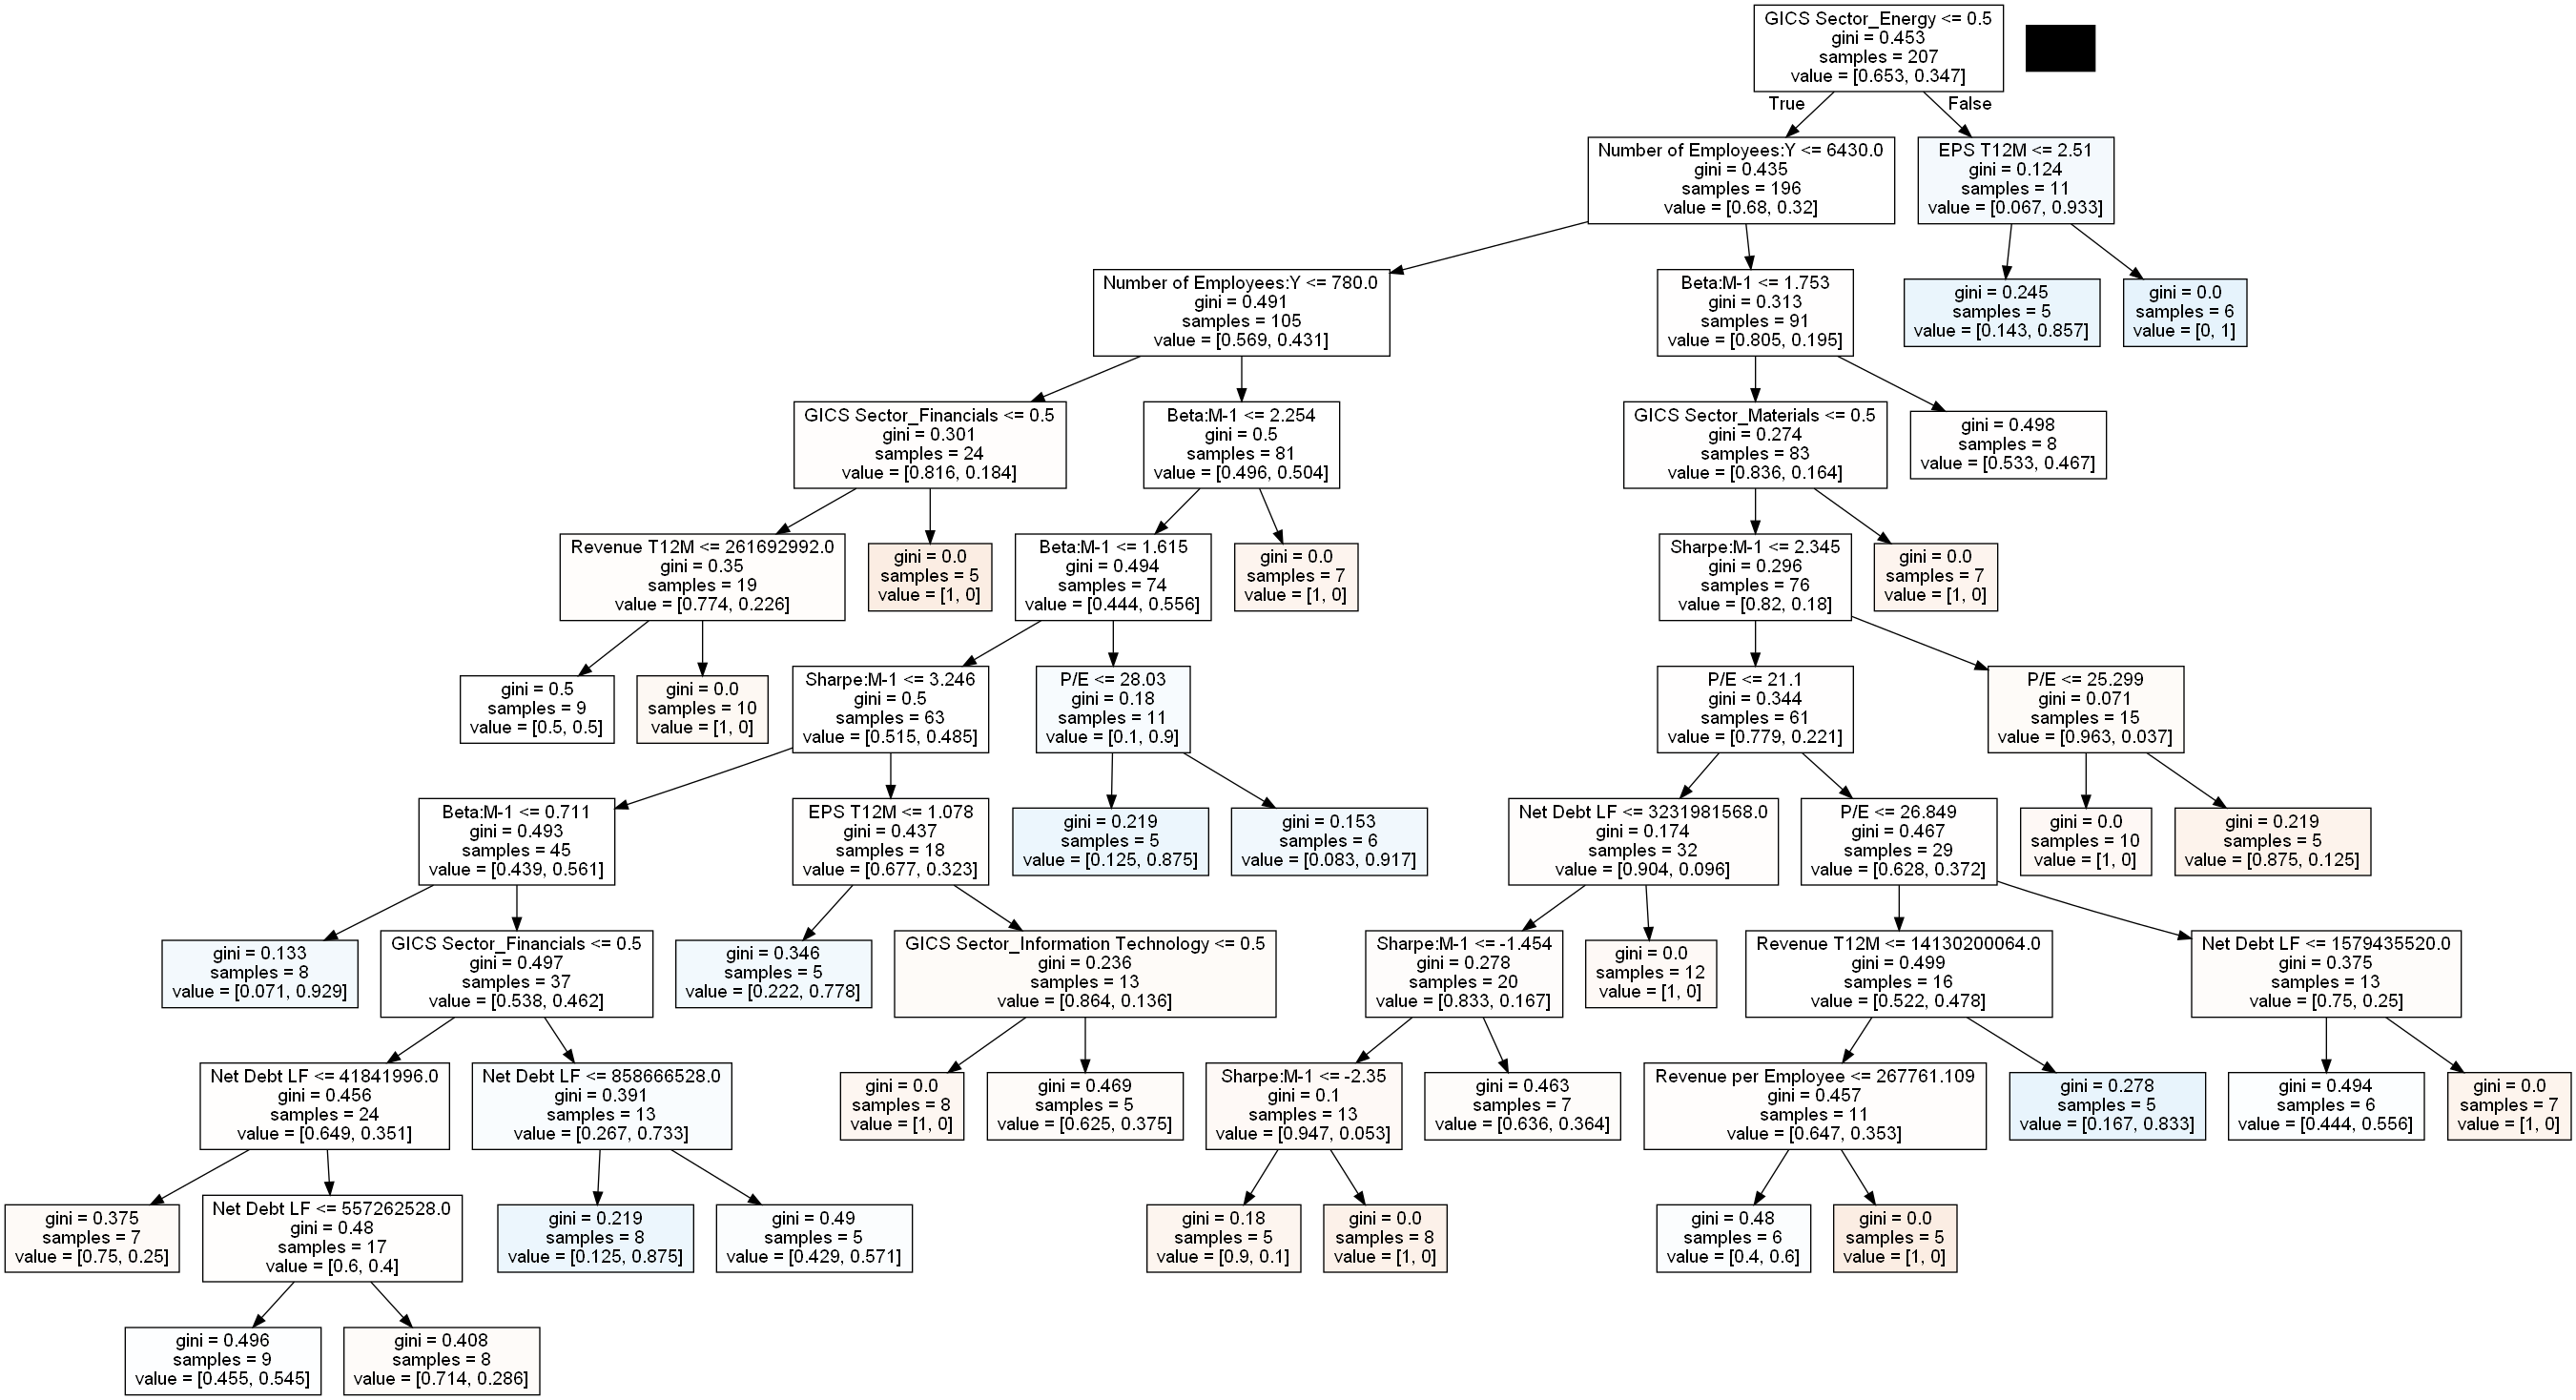 GICS Sector_Energy <= 0.5
gini = 0.453
samples = 207
value = [0.653, 0.347]
True
False
Number of Employees:Y <= 6430.0
gini = 0.435
samples = 196
value = [0.68, 0.32]
EPS T12M <= 2.51
gini = 0.124
samples = 11
value = [0.067, 0.933]
Number of Employees:Y <= 780.0
gini = 0.491
samples = 105
value = [0.569, 0.431]
Beta:M-1 <= 1.753
gini = 0.313
samples = 91
value = [0.805, 0.195]
gini = 0.245
samples = 5
value = [0.143, 0.857]
gini = 0.0
samples = 6
value = [0, 1]
GICS Sector_Financials <= 0.5
gini = 0.301
samples = 24
value = [0.816, 0.184]
Beta:M-1 <= 2.254
gini = 0.5
samples = 81
value = [0.496, 0.504]
GICS Sector_Materials <= 0.5
gini = 0.274
samples = 83
value = [0.836, 0.164]
gini = 0.498
samples = 8
value = [0.533, 0.467]
Revenue T12M <= 261692992.0
gini = 0.35
samples = 19
value = [0.774, 0.226]
gini = 0.0
samples = 5
value = [1, 0]
Beta:M-1 <= 1.615
gini = 0.494
samples = 74
value = [0.444, 0.556]
gini = 0.0
samples = 7
value = [1, 0]
Sharpe:M-1 <= 2.345
gini = 0.296
samples = 76
value = [0.82, 0.18]
gini = 0.0
samples = 7
value = [1, 0]
gini = 0.5
samples = 9
value = [0.5, 0.5]
gini = 0.0
samples = 10
value = [1, 0]
Sharpe:M-1 <= 3.246
gini = 0.5
samples = 63
value = [0.515, 0.485]
P/E <= 28.03
gini = 0.18
samples = 11
value = [0.1, 0.9]
P/E <= 21.1
gini = 0.344
samples = 61
value = [0.779, 0.221]
P/E <= 25.299
gini = 0.071
samples = 15
value = [0.963, 0.037]
Beta:M-1 <= 0.711
gini = 0.493
samples = 45
value = [0.439, 0.561]
EPS T12M <= 1.078
gini = 0.437
samples = 18
value = [0.677, 0.323]
gini = 0.219
samples = 5
value = [0.125, 0.875]
gini = 0.153
samples = 6
value = [0.083, 0.917]
Net Debt LF <= 3231981568.0
gini = 0.174
samples = 32
value = [0.904, 0.096]
P/E <= 26.849
gini = 0.467
samples = 29
value = [0.628, 0.372]
gini = 0.0
samples = 10
value = [1, 0]
gini = 0.219
samples = 5
value = [0.875, 0.125]
gini = 0.133
samples = 8
value = [0.071, 0.929]
GICS Sector_Financials <= 0.5
gini = 0.497
samples = 37
value = [0.538, 0.462]
gini = 0.346
samples = 5
value = [0.222, 0.778]
GICS Sector_Information Technology <= 0.5
gini = 0.236
samples = 13
value = [0.864, 0.136]
Sharpe:M-1 <= -1.454
gini = 0.278
samples = 20
value = [0.833, 0.167]
gini = 0.0
samples = 12
value = [1, 0]
Revenue T12M <= 14130200064.0
gini = 0.499
samples = 16
value = [0.522, 0.478]
Net Debt LF <= 1579435520.0
gini = 0.375
samples = 13
value = [0.75, 0.25]
Net Debt LF <= 41841996.0
gini = 0.456
samples = 24
value = [0.649, 0.351]
Net Debt LF <= 858666528.0
gini = 0.391
samples = 13
value = [0.267, 0.733]
gini = 0.0
samples = 8
value = [1, 0]
gini = 0.469
samples = 5
value = [0.625, 0.375]
Sharpe:M-1 <= -2.35
gini = 0.1
samples = 13
value = [0.947, 0.053]
gini = 0.463
samples = 7
value = [0.636, 0.364]
Revenue per Employee <= 267761.109
gini = 0.457
samples = 11
value = [0.647, 0.353]
gini = 0.278
samples = 5
value = [0.167, 0.833]
gini = 0.494
samples = 6
value = [0.444, 0.556]
gini = 0.0
samples = 7
value = [1, 0]
gini = 0.375
samples = 7
value = [0.75, 0.25]
Net Debt LF <= 557262528.0
gini = 0.48
samples = 17
value = [0.6, 0.4]
gini = 0.219
samples = 8
value = [0.125, 0.875]
gini = 0.49
samples = 5
value = [0.429, 0.571]
gini = 0.18
samples = 5
value = [0.9, 0.1]
gini = 0.0
samples = 8
value = [1, 0]
gini = 0.48
samples = 6
value = [0.4, 0.6]
gini = 0.0
samples = 5
value = [1, 0]
gini = 0.496
samples = 9
value = [0.455, 0.545]
gini = 0.408
samples = 8
value = [0.714, 0.286]